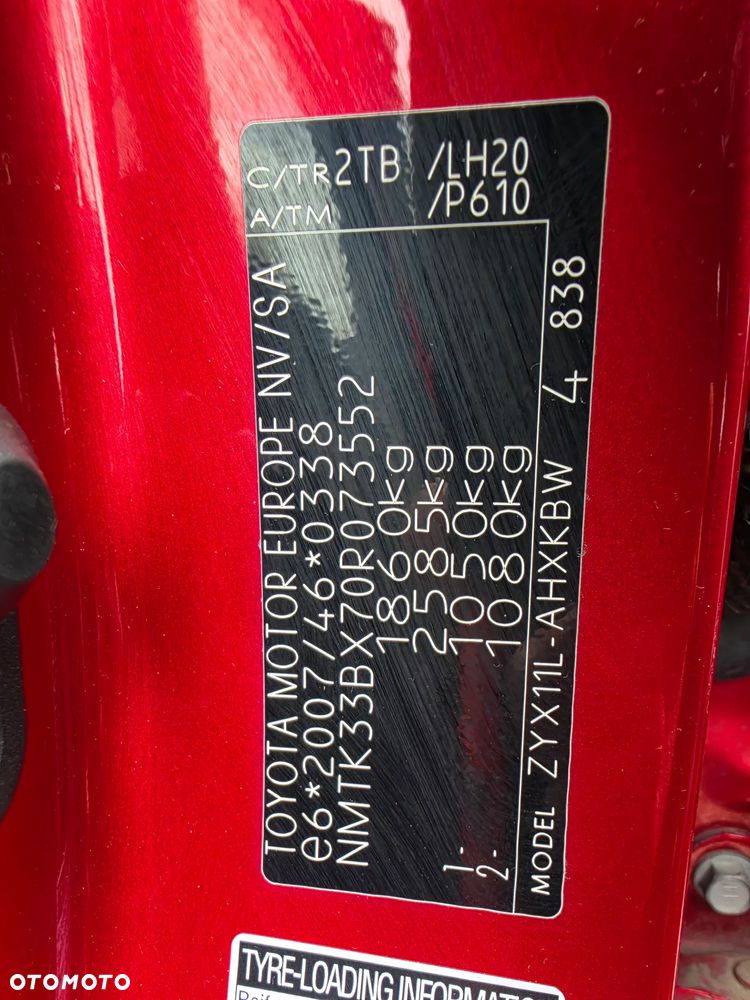 C/TR 2TB /LH20
A/TM /P610
TOYOTA MOTOR EUROPE NV/SA
e6*2007/46*0338
NMTK33BX70R073552
1860kg
2585kg
1- 1050kg
2- 1080kg
MODEL ZYX11L-AHXKBW 4 838
TYRE-LOADING INFORMATION
OTOMOTO